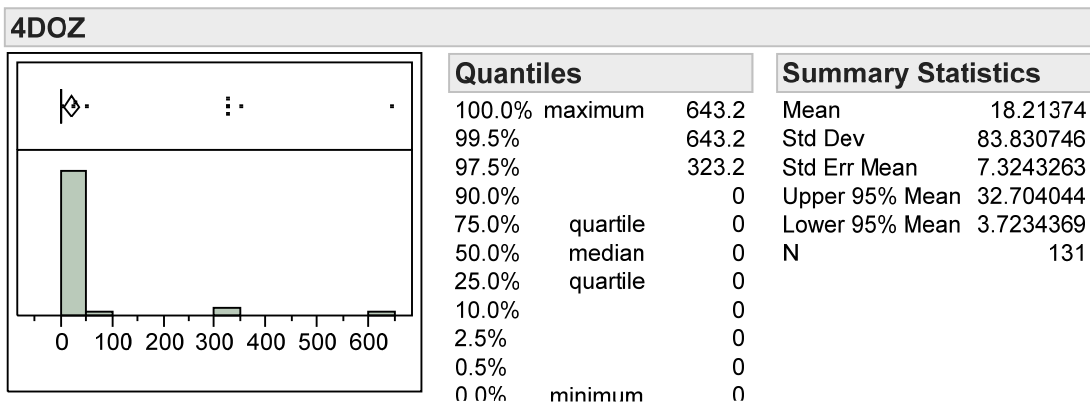 4DOZ
0 100 200 300 400 500 600
Quantiles
100.0% maximum 643.2
99.5% 643.2
97.5% 323.2
90.0% 0
75.0% quartile 0
50.0% median 0
25.0% quartile 0
10.0% 0
2.5% 0
0.5% 0
0.0% minimum 0
Summary Statistics
Mean 18.21374
Std Dev 83.830746
Std Err Mean 7.3243263
Upper 95% Mean 32.704044
Lower 95% Mean 3.7234369
N 131